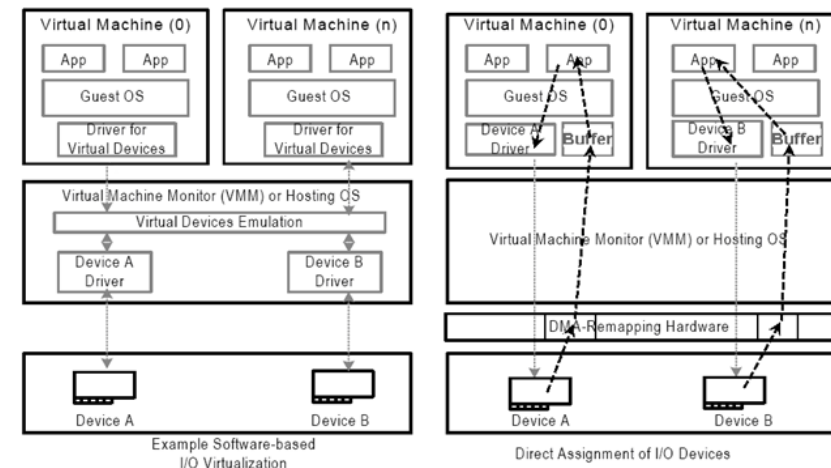 Virtual Machine (0)
App
App
Guest OS
Driver for
Virtual Devices
Virtual Machine (n)
App
App
Guest OS
Driver for
Virtual Devices
Virtual Machine Monitor (VMM) or Hosting OS
Virtual Devices Emulation
Device A
Driver
Device B
Driver
Device A
Device B
Example Software-based
I/O Virtualization
Virtual Machine (0)
App
App
Guest OS
Device A
Driver
Buffer
Virtual Machine (n)
App
App
Guest OS
Device B
Driver
Buffer
Virtual Machine Monitor (VMM) or Hosting OS
DMA-Remapping Hardware
Device A
Device B
Direct Assignment of I/O Devices